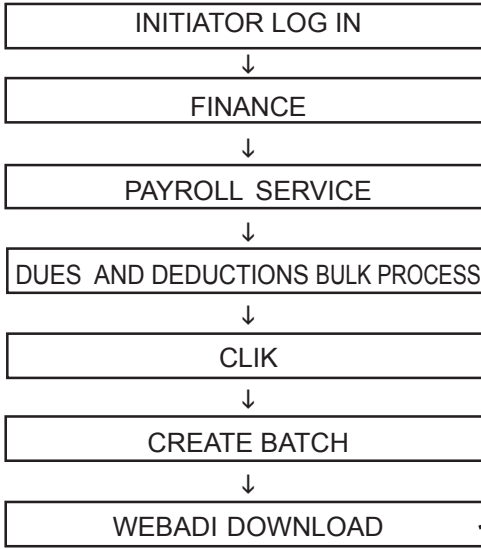 INITIATOR LOG IN
↓
FINANCE
↓
PAYROLL SERVICE
↓
DUES AND DEDUCTIONS BULK PROCESS
↓
CLIK
↓
CREATE BATCH
↓
WEBADI DOWNLOAD